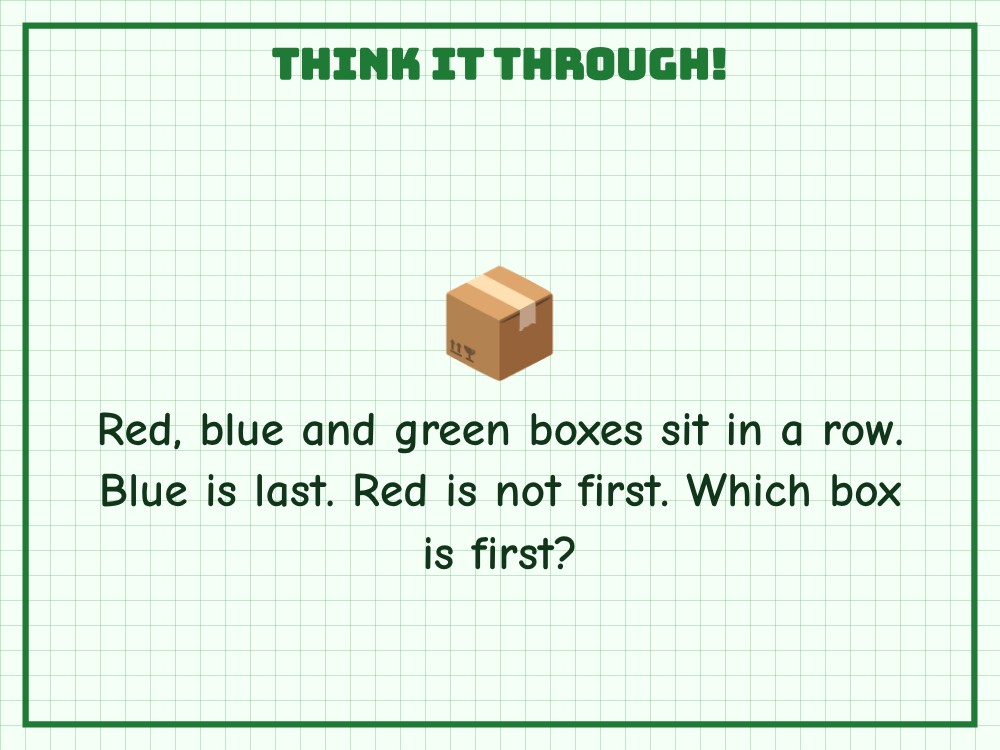 THINK IT THROUGH!
Red, blue and green boxes sit in a row.
Blue is last. Red is not first. Which box
is first?